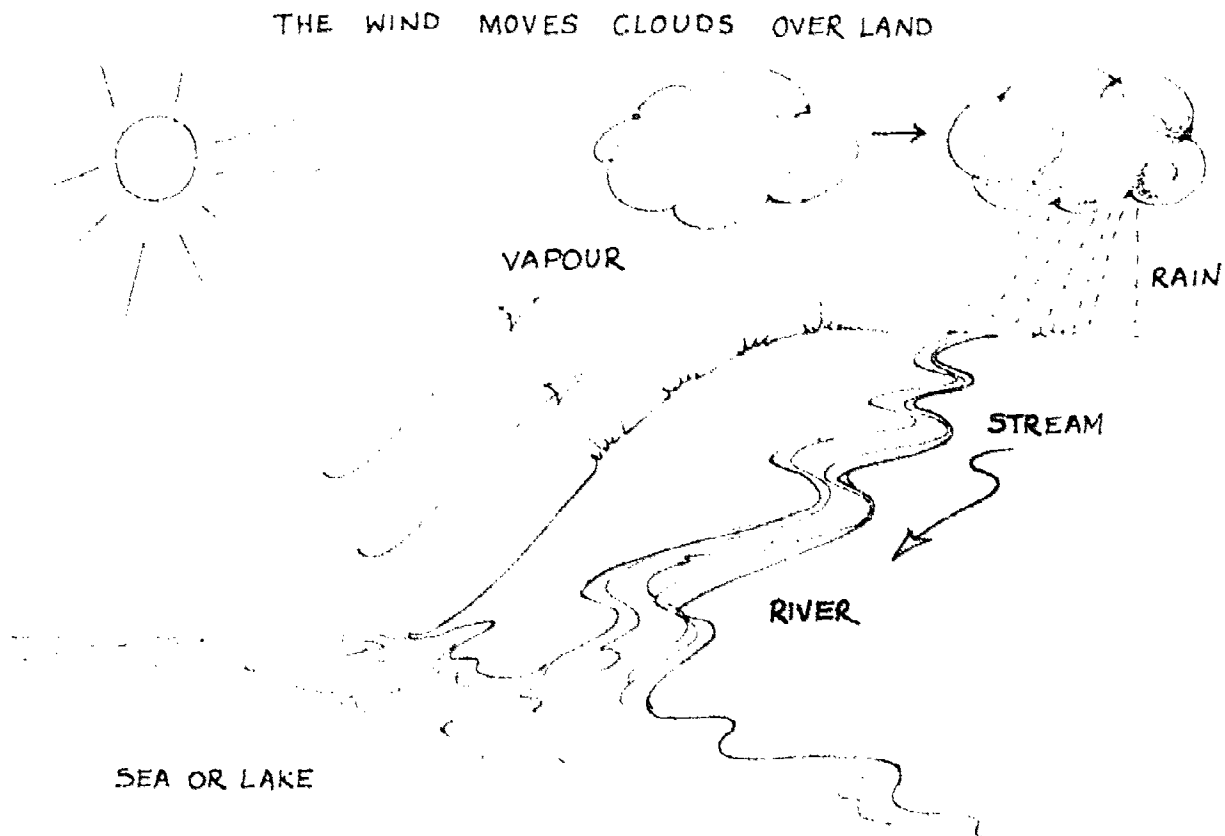 THE WIND MOVES CLOUDS OVER LAND
VAPOUR
RAIN
STREAM
RIVER
SEA OR LAKE